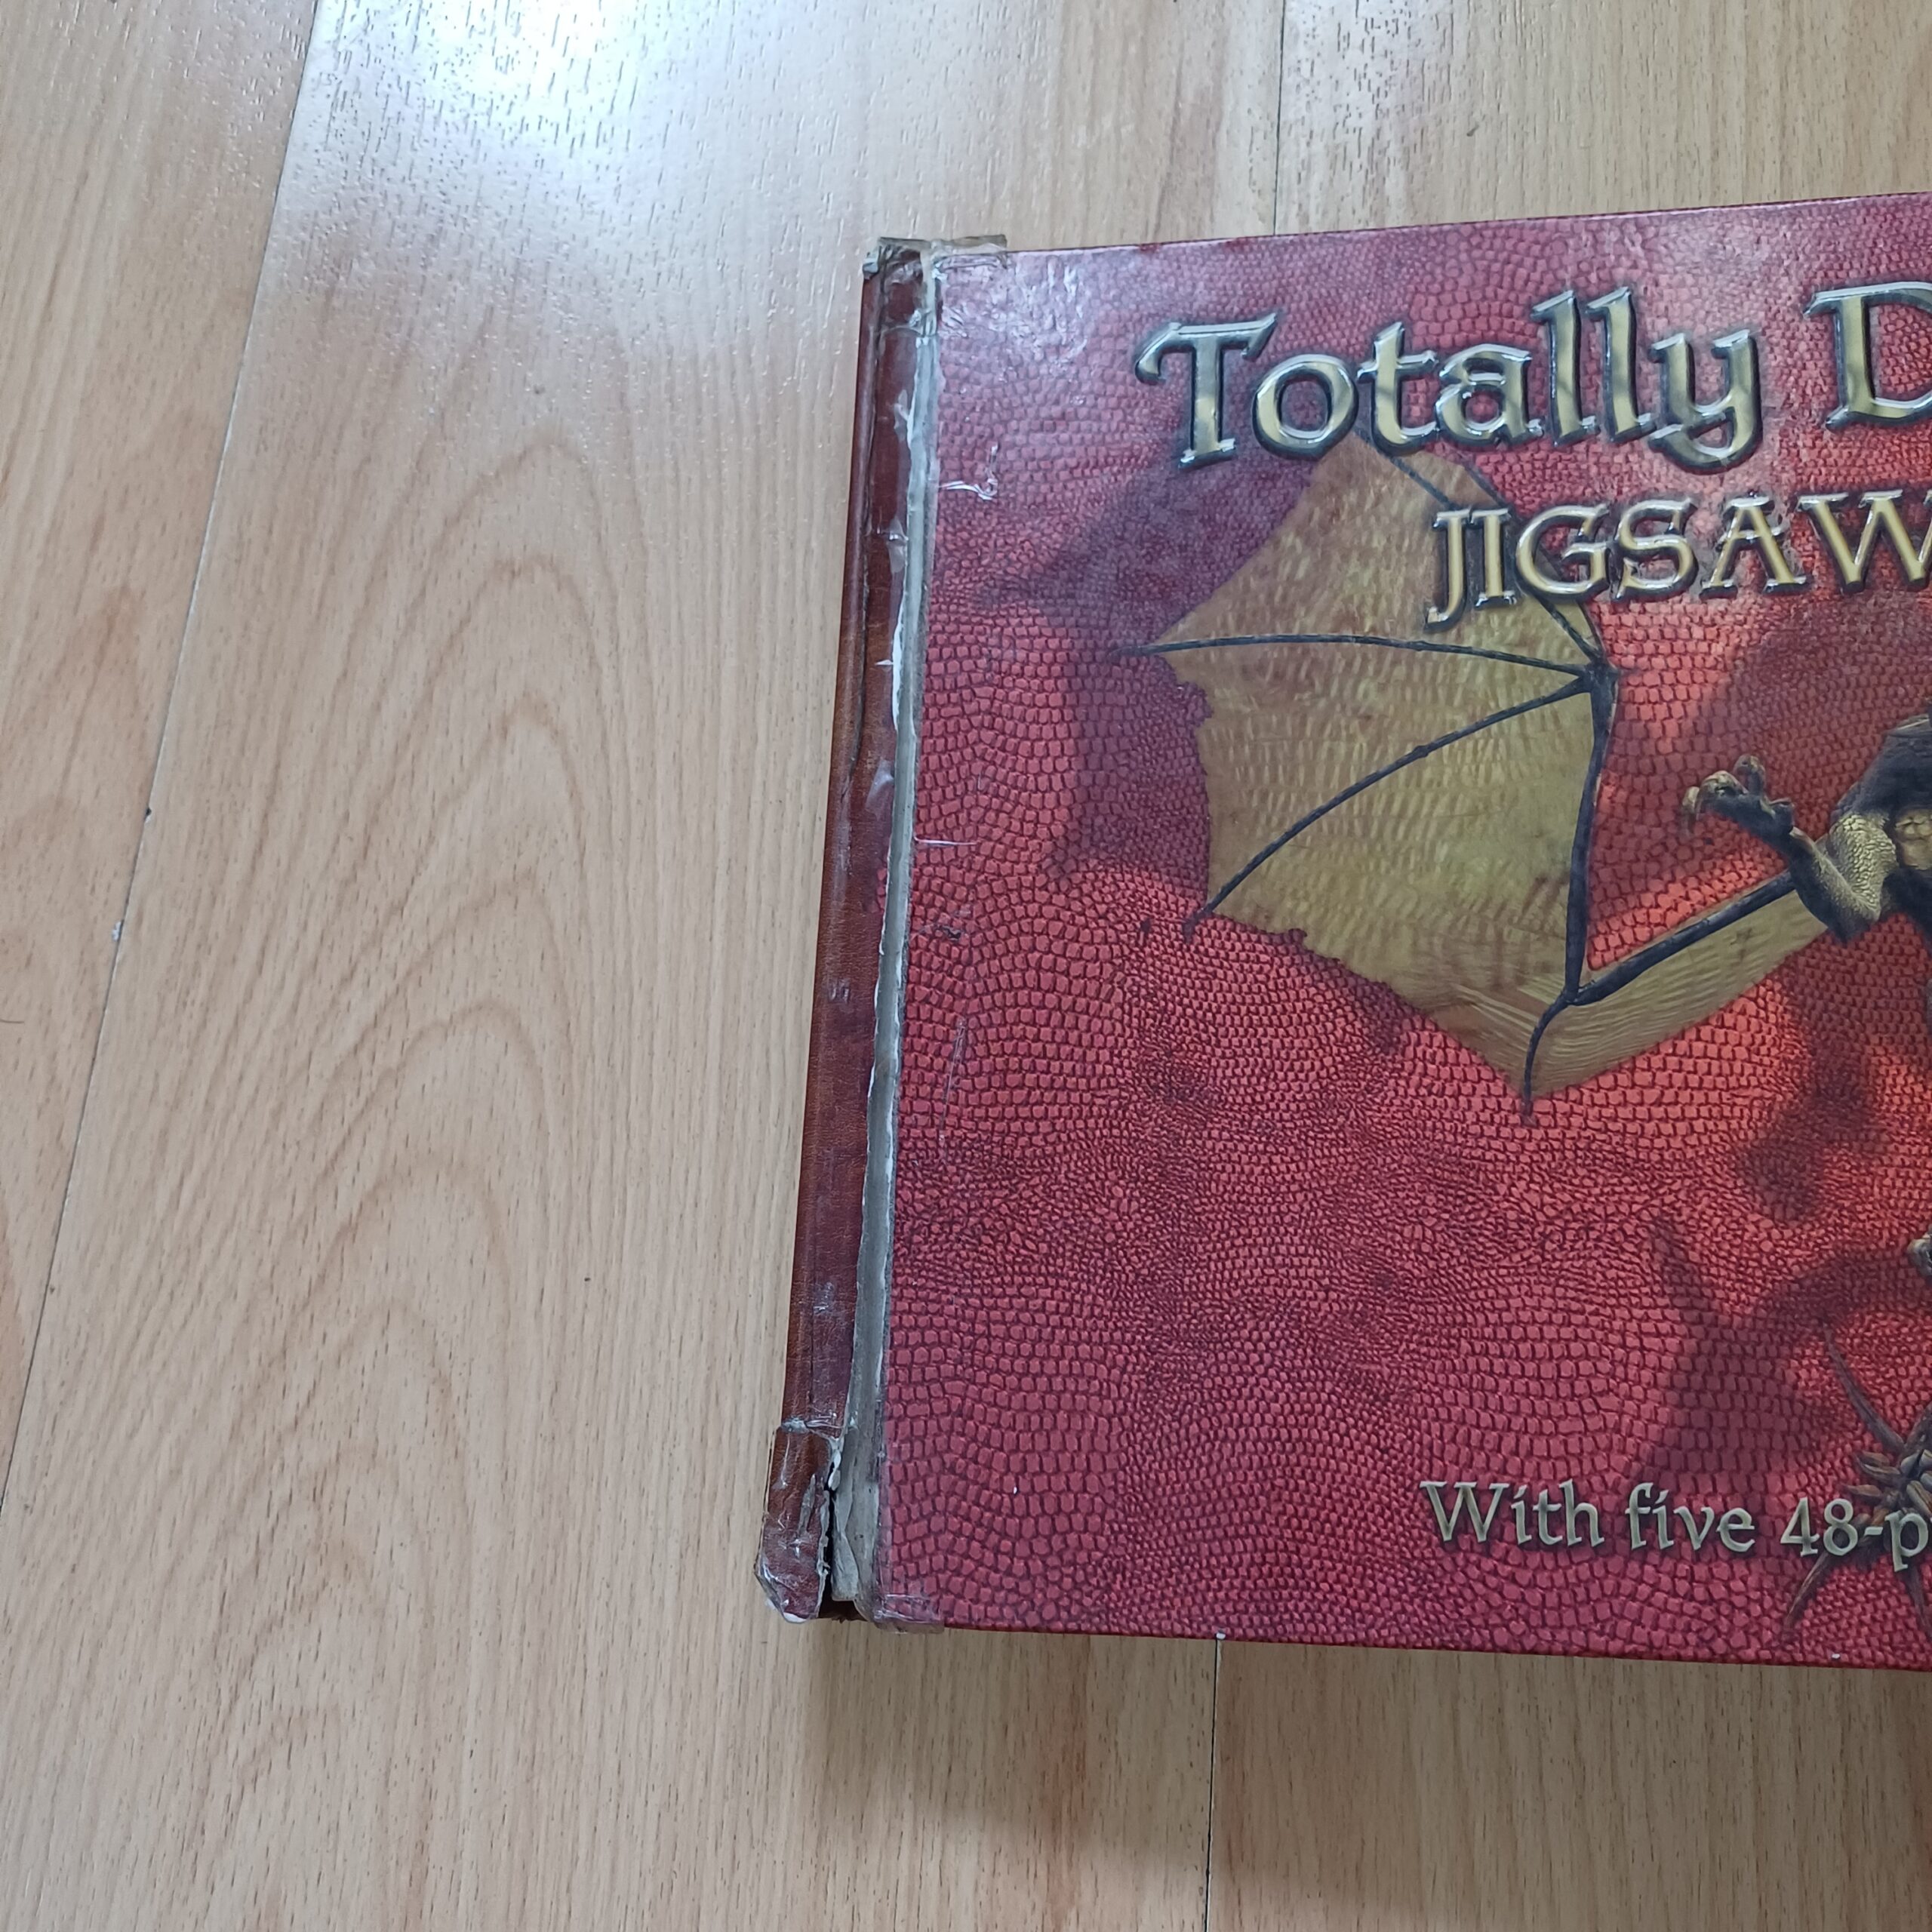 Totally D
JIGSAW
With five 48-p